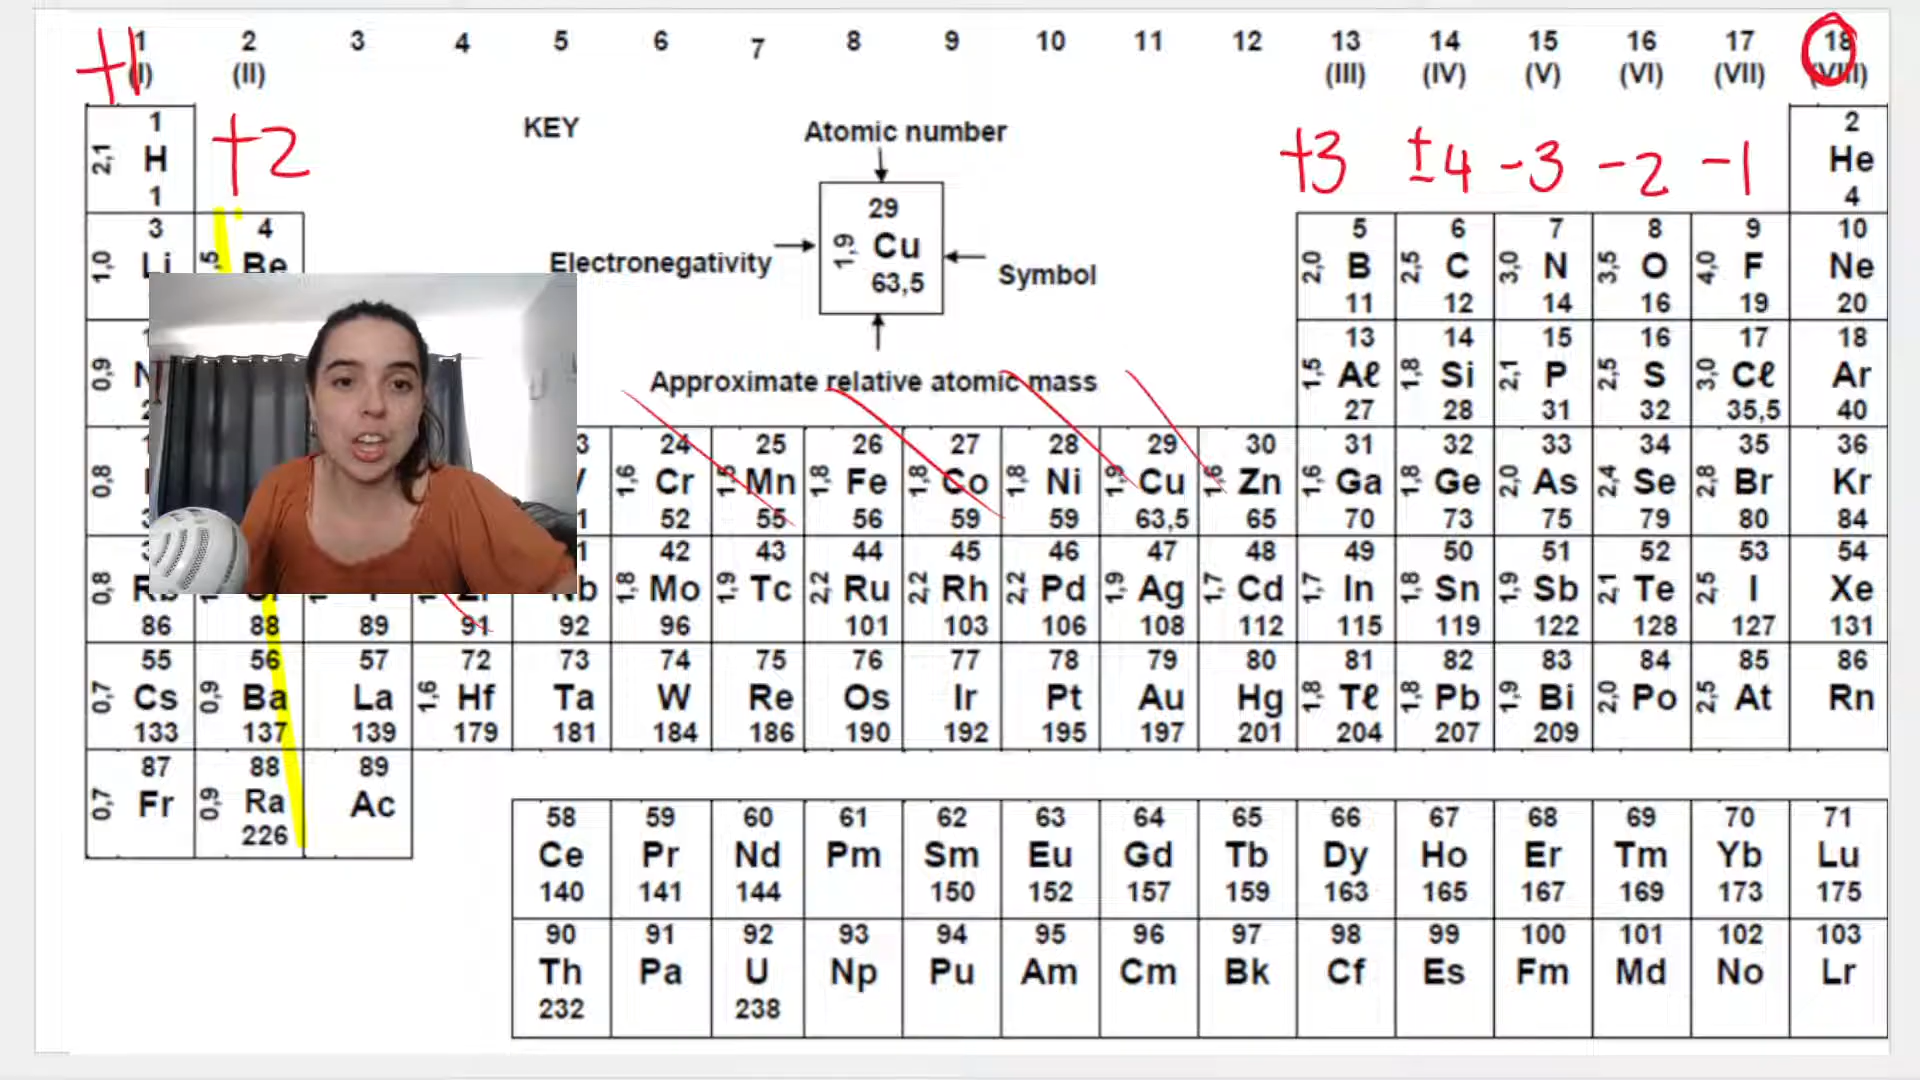 +1 1 2 3 4 5 6 7 8 9 10 11 12 13 14 15 16 17 18
(I) (II) (III) (IV) (V) (VI) (VII) (VIII)
1 KEY Atomic number 2
2,1 H +2 +3 ±4 -3 -2 -1 He
1 4
3 4 29 5 6 7 8 9 10
1,0 Li ,5 Be Electronegativity 1,9 Cu Symbol 2,0 B 2,5 C 3,0 N 3,5 O 4,0 F Ne
63,5 11 12 14 16 19 20
13 14 15 16 17 18
0,9 Approximate relative atomic mass 1,5 Aℓ 1,8 Si 2,1 P 2,5 S 3,0 Cℓ Ar
27 28 31 32 35,5 40
24 25 26 27 28 29 30 31 32 33 34 35 36
0,8 1,6 Cr 1,5 Mn 1,8 Fe 1,8 Co 1,8 Ni 1,9 Cu 1,6 Zn 1,6 Ga 1,8 Ge 2,0 As 2,4 Se 2,8 Br Kr
52 55 56 59 59 63,5 65 70 73 75 79 80 84
42 43 44 45 46 47 48 49 50 51 52 53 54
0,8 Rb Sr Zr Nb 1,8 Mo 1,9 Tc 2,2 Ru 2,2 Rh 2,2 Pd 1,9 Ag 1,7 Cd 1,7 In 1,8 Sn 1,9 Sb 2,1 Te 2,5 I Xe
86 88 89 91 92 96 101 103 106 108 112 115 119 122 128 127 131
55 56 57 72 73 74 75 76 77 78 79 80 81 82 83 84 85 86
0,7 Cs 0,9 Ba La 1,6 Hf Ta W Re Os Ir Pt Au Hg 1,8 Tℓ 1,8 Pb 1,9 Bi 2,0 Po 2,5 At Rn
133 137 139 179 181 184 186 190 192 195 197 201 204 207 209
87 88 89
0,7 Fr 0,9 Ra Ac
226
58 59 60 61 62 63 64 65 66 67 68 69 70 71
Ce Pr Nd Pm Sm Eu Gd Tb Dy Ho Er Tm Yb Lu
140 141 144 150 152 157 159 163 165 167 169 173 175
90 91 92 93 94 95 96 97 98 99 100 101 102 103
Th Pa U Np Pu Am Cm Bk Cf Es Fm Md No Lr
232 238